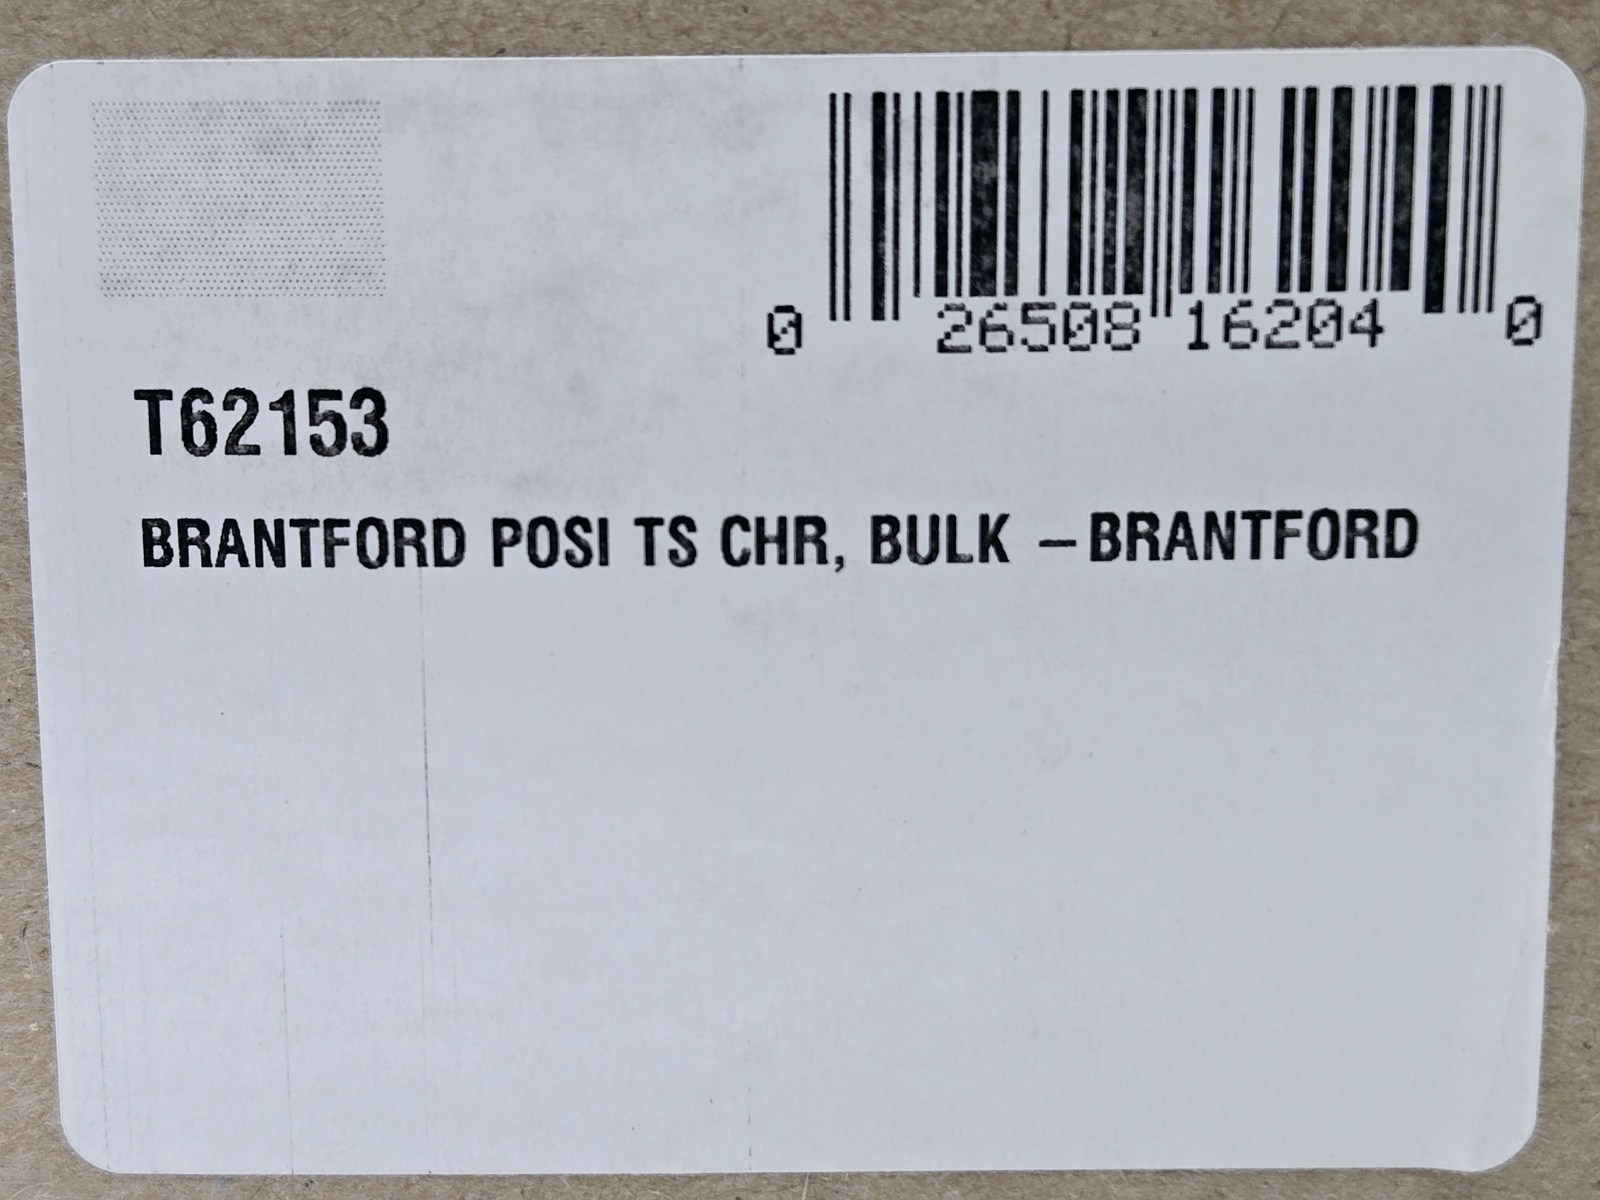 0 26508 16204 0
T62153
BRANTFORD POSI TS CHR, BULK – BRANTFORD